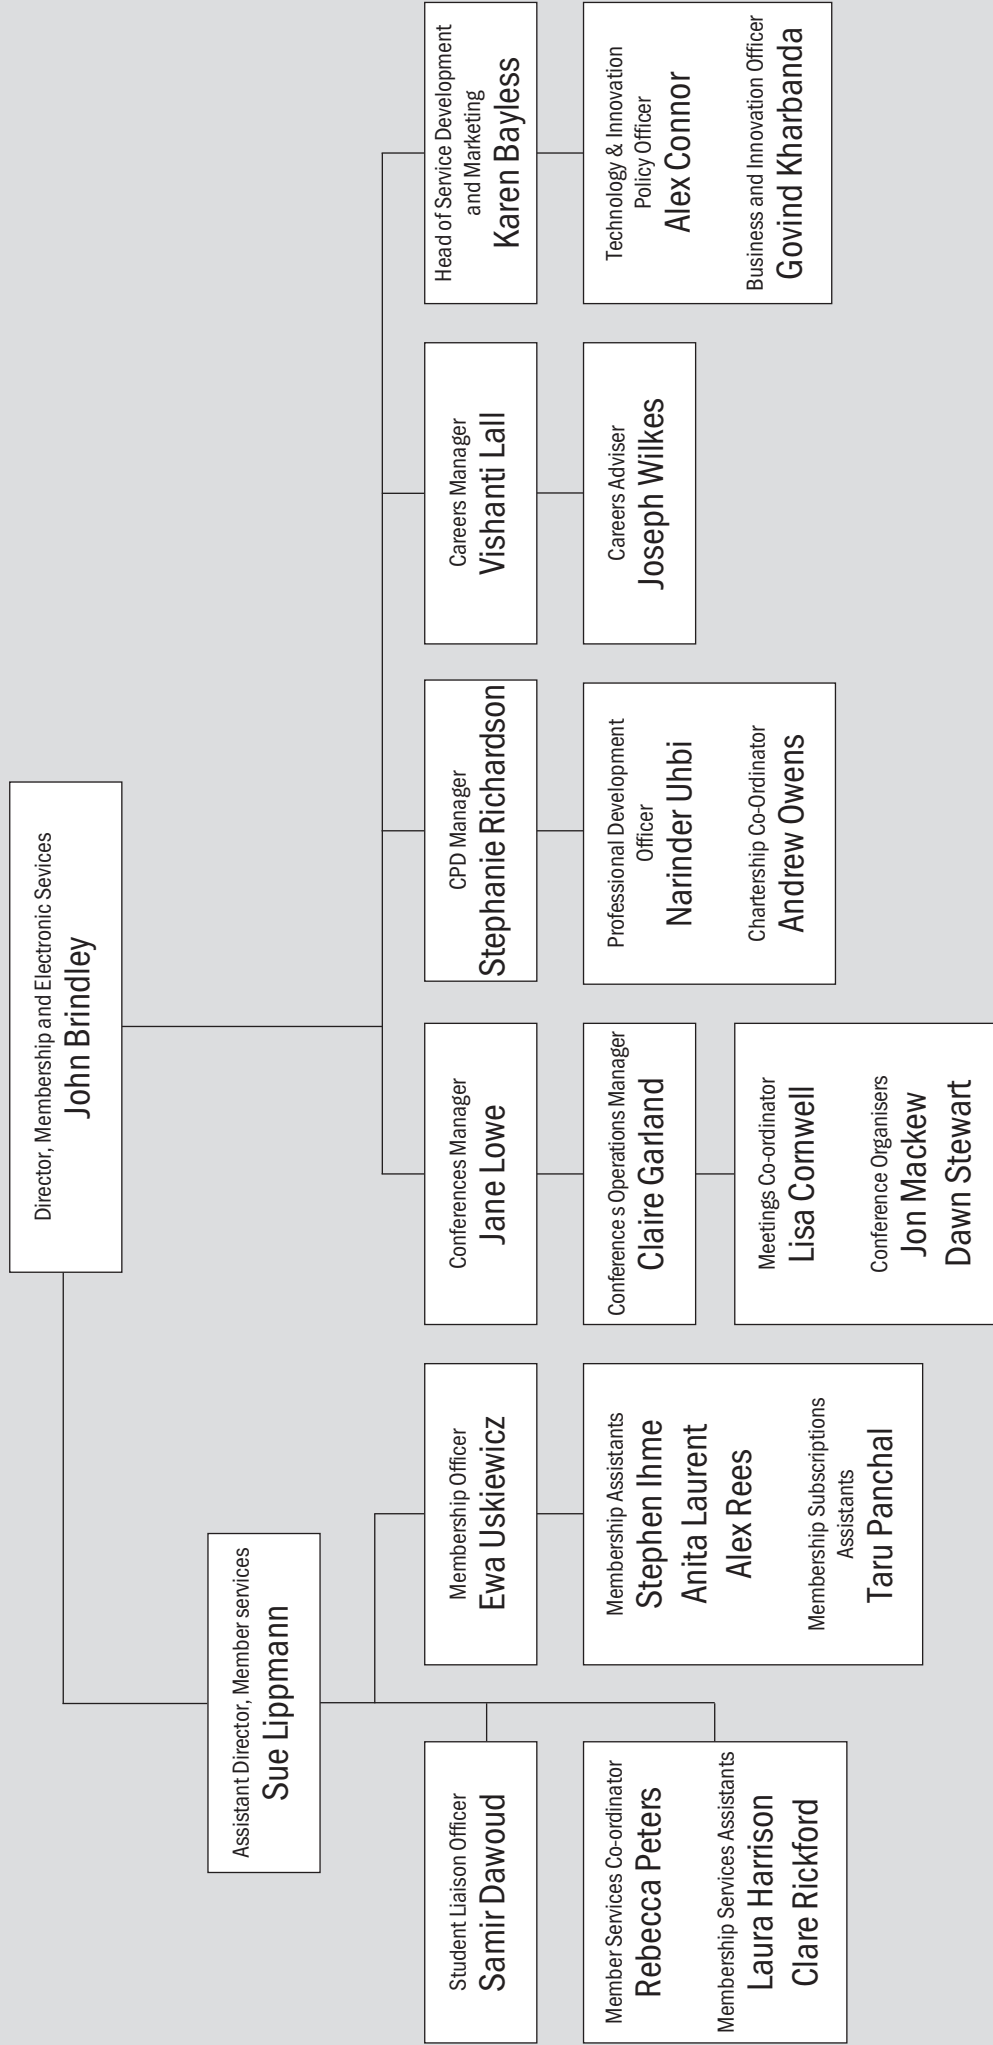 Director, Membership and Electronic Sevices
John Brindley
Assistant Director, Member services
Sue Lippmann
Student Liaison Officer
Samir Dawoud
Member Services Co-ordinator
Rebecca Peters
Membership Services Assistants
Laura Harrison
Clare Rickford
Membership Officer
Ewa Uskiewicz
Membership Assistants
Stephen Ihme
Anita Laurent
Alex Rees
Membership Subscriptions
Assistants
Taru Panchal
Conferences Manager
Jane Lowe
Conference s Operations Manager
Claire Garland
Meetings Co-ordinator
Lisa Cornwell
Conference Organisers
Jon Mackew
Dawn Stewart
CPD Manager
Stephanie Richardson
Professional Development
Officer
Narinder Uhbi
Chartership Co-Ordinator
Andrew Owens
Careers Manager
Vishanti Lall
Careers Adviser
Joseph Wilkes
Head of Service Development
and Marketing
Karen Bayless
Technology & Innovation
Policy Officer
Alex Connor
Business and Innovation Officer
Govind Kharbanda